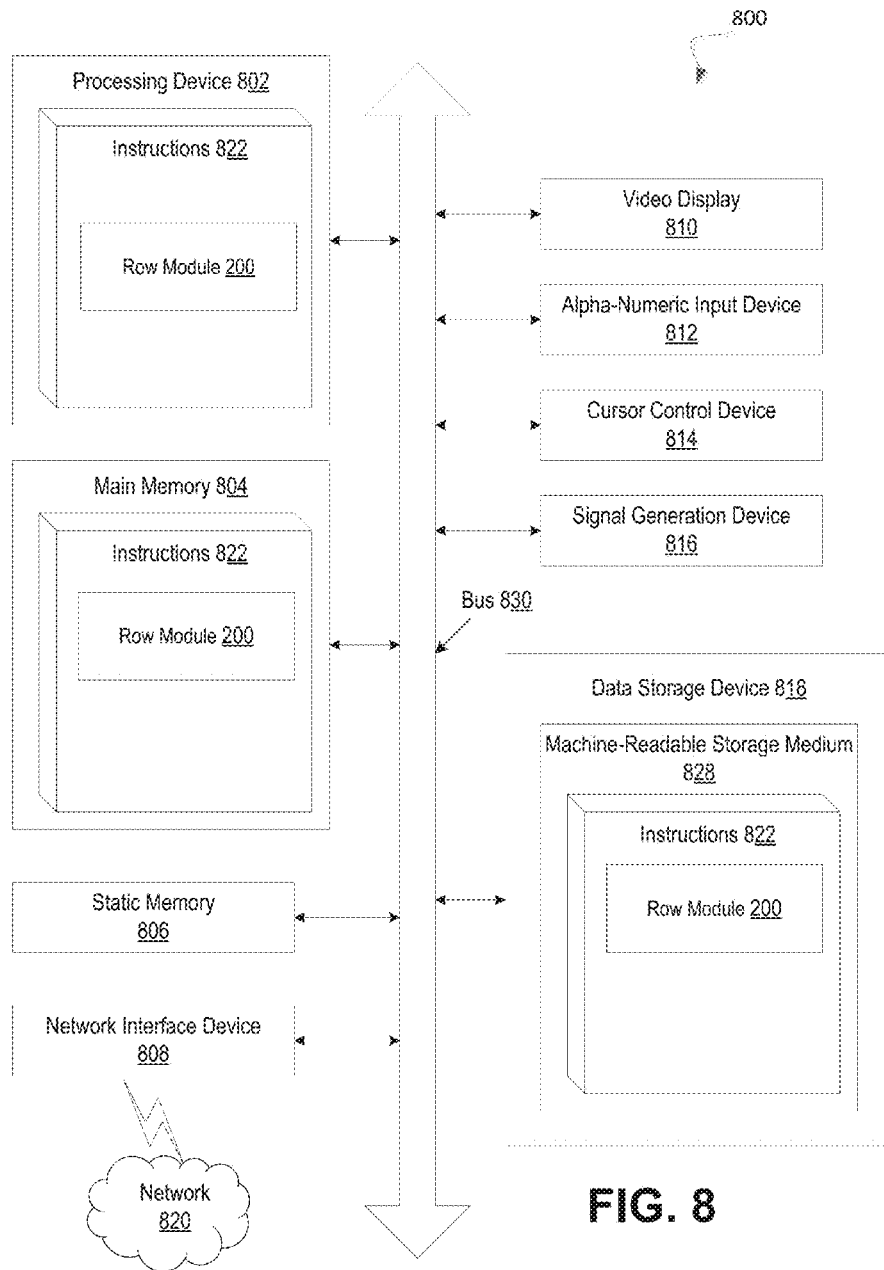 800
Processing Device 802
Instructions 822
Row Module 200
Video Display
810
Alpha-Numeric Input Device
812
Cursor Control Device
814
Signal Generation Device
816
Main Memory 804
Instructions 822
Row Module 200
Bus 830
Data Storage Device 818
Machine-Readable Storage Medium
828
Instructions 822
Row Module 200
Static Memory
806
Network Interface Device
808
Network
820
FIG. 8